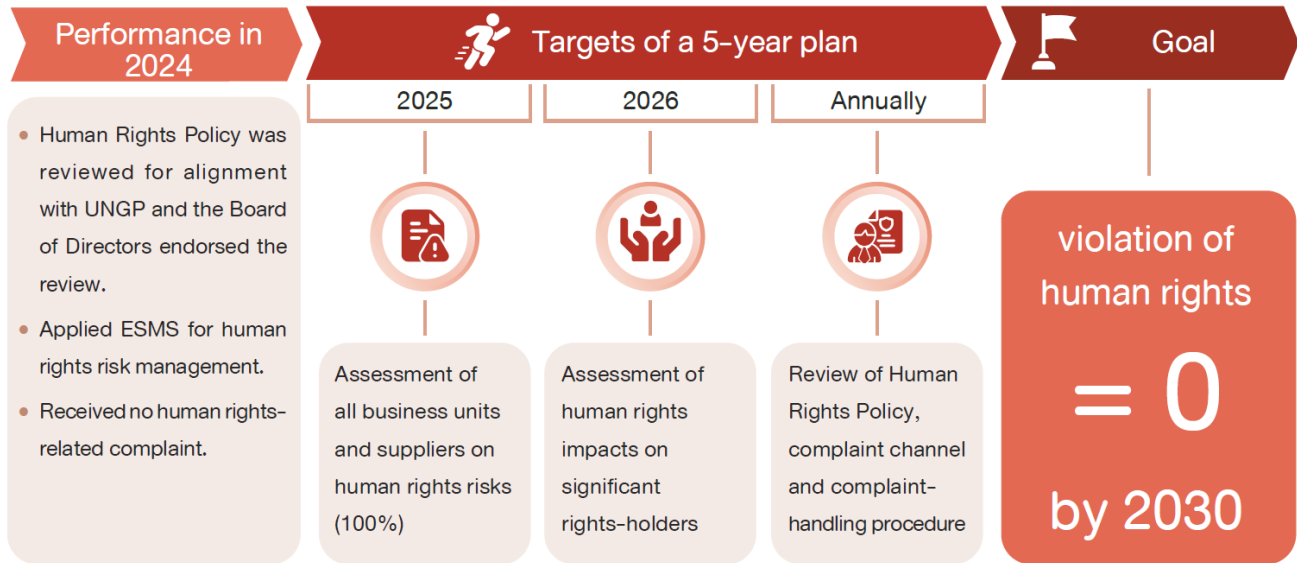 Performance in
2024
Targets of a 5-year plan
Goal
2025
2026
Annually
• Human Rights Policy was
reviewed for alignment
with UNGP and the Board
of Directors endorsed the
review.
• Applied ESMS for human
rights risk management.
• Received no human rights-
related complaint.
Assessment of
all business units
and suppliers on
human rights risks
(100%)
Assessment of
human rights
impacts on
significant
rights-holders
Review of Human
Rights Policy,
complaint channel
and complaint-
handling procedure
violation of
human rights
= 0
by 2030